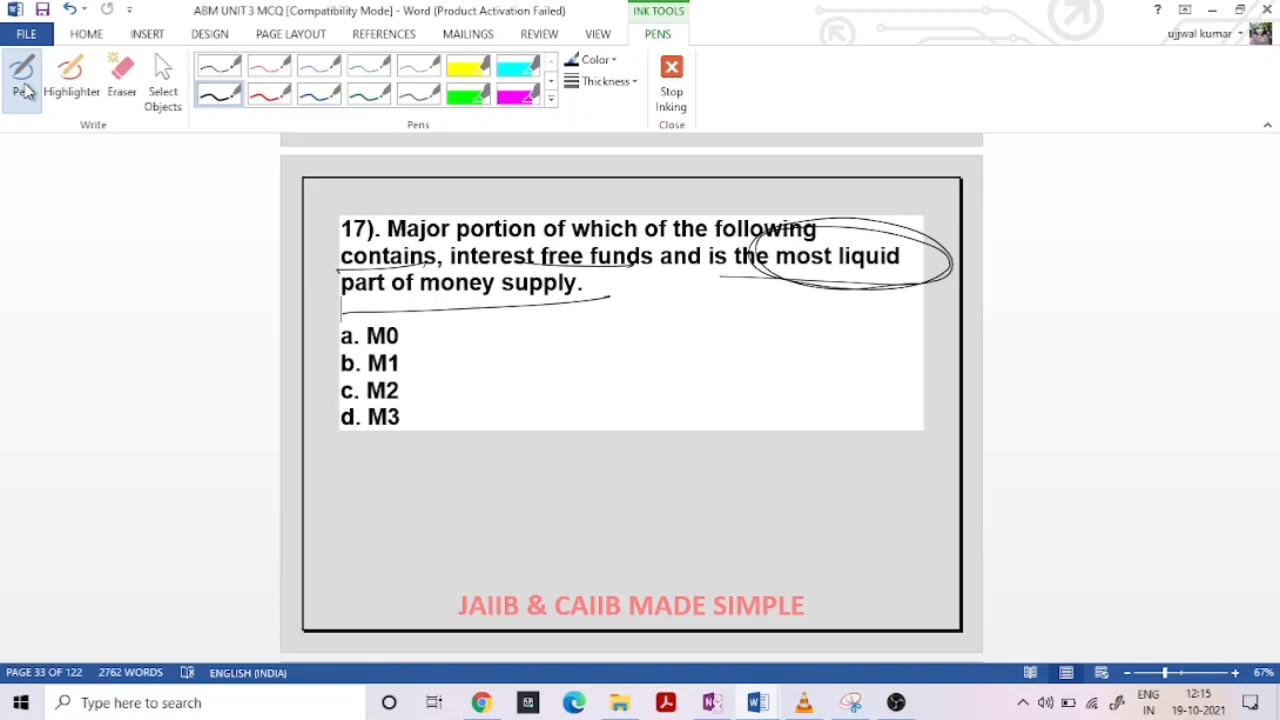 ABM UNIT 3 MCQ [Compatibility Mode] - Word (Product Activation Failed)
INK TOOLS
?
FILE HOME INSERT DESIGN PAGE LAYOUT REFERENCES MAILINGS REVIEW VIEW PENS
ujjwal kumar
Pen Highlighter Eraser Select Objects
Color
Thickness
Stop Inking
Write Pens Close
17). Major portion of which of the following
contains, interest free funds and is the most liquid
part of money supply.
a. M0
b. M1
c. M2
d. M3
JAIIB & CAIIB MADE SIMPLE
PAGE 33 OF 122 2762 WORDS ENGLISH (INDIA) 67%
Type here to search
ENG 12:15
IN 19-10-2021